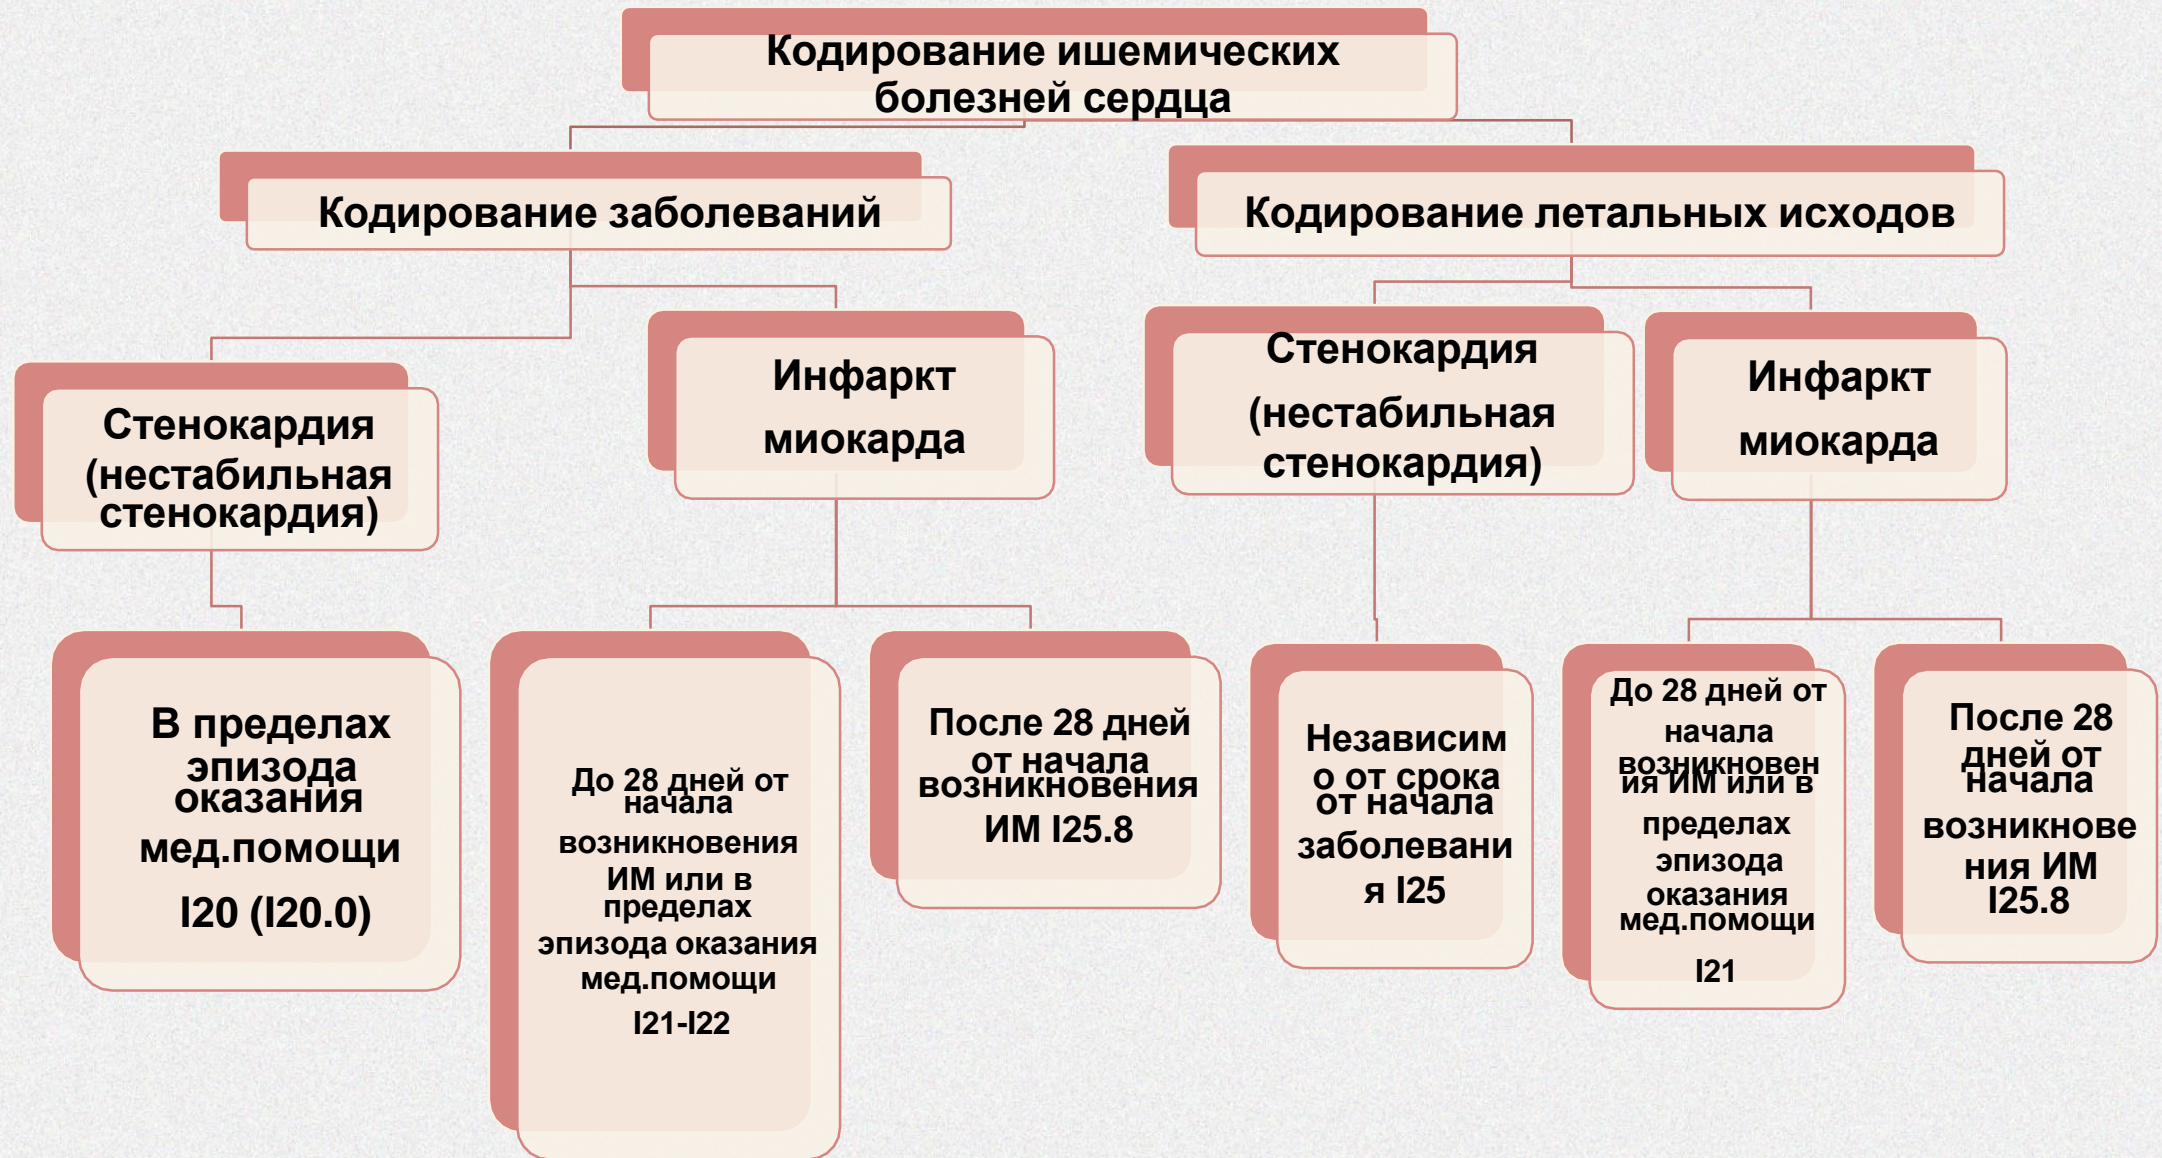 Кодирование ишемических
болезней сердца
Кодирование заболеваний
Кодирование летальных исходов
Стенокардия
(нестабильная
стенокардия)
Инфаркт
миокарда
Стенокардия
(нестабильная
стенокардия)
Инфаркт
миокарда
В пределах
эпизода
оказания
мед.помощи
I20 (I20.0)
До 28 дней от
начала
возникновения
ИМ или в
пределах
эпизода оказания
мед.помощи
I21-I22
После 28 дней
от начала
возникновения
ИМ I25.8
Независим
о от срока
от начала
заболевани
я I25
До 28 дней от
начала
возникновен
ия ИМ или в
пределах
эпизода
оказания
мед.помощи
I21
После 28
дней от
начала
возникнове
ния ИМ
I25.8